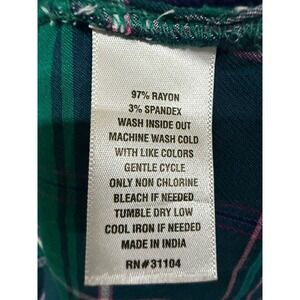 97% RAYON
3% SPANDEX
WASH INSIDE OUT
MACHINE WASH COLD
WITH LIKE COLORS
GENTLE CYCLE
ONLY NON CHLORINE
BLEACH IF NEEDED
TUMBLE DRY LOW
COOL IRON IF NEEDED
MADE IN INDIA
RN#31104